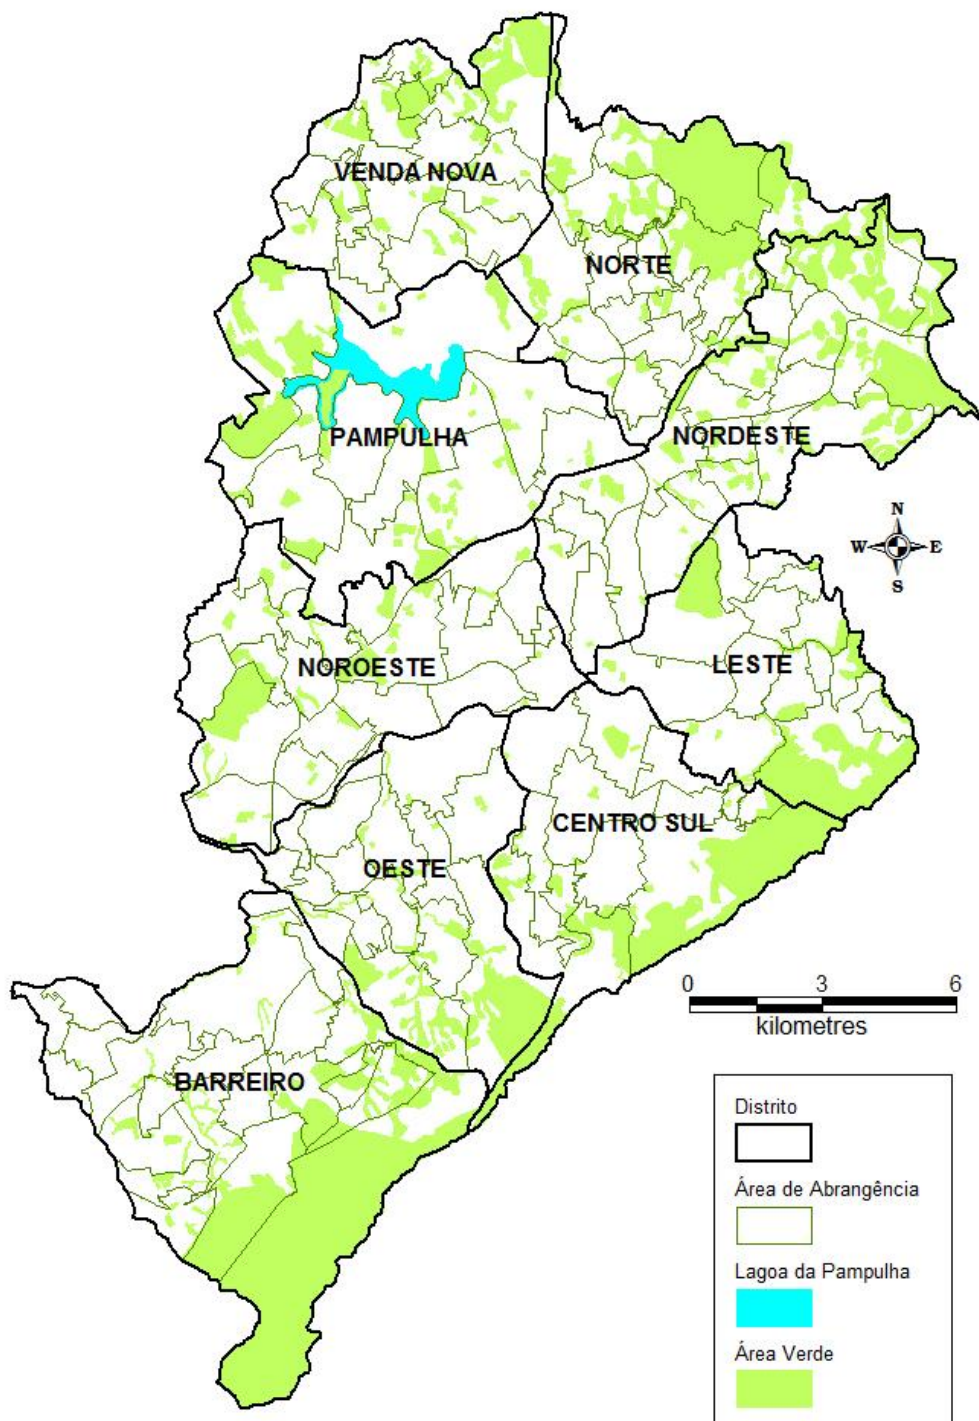 VENDA NOVA
NORTE
PAMPULHA
NORDESTE
N
W E
S
NOROESTE
LESTE
CENTRO SUL
OESTE
0 3 6
kilometres
BARREIRO
Distrito
Área de Abrangência
Lagoa da Pampulha
Área Verde